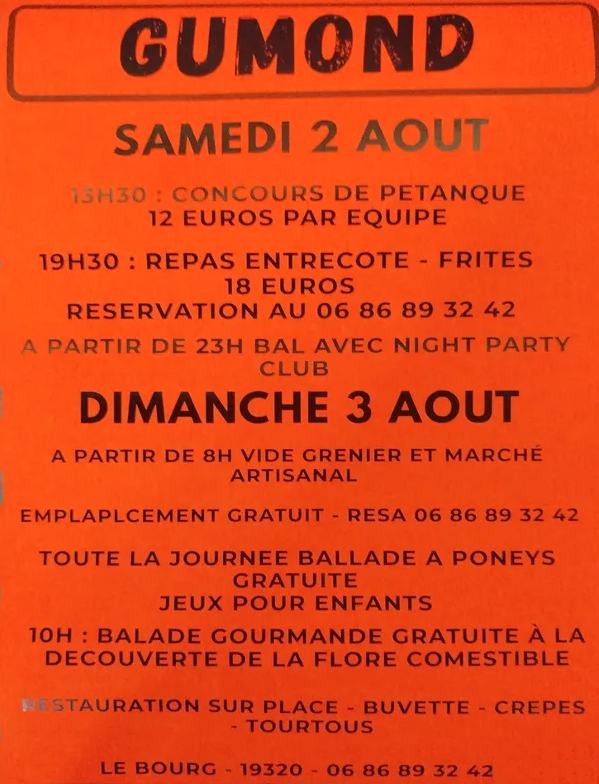 GUMOND
SAMEDI 2 AOUT
13H30 : CONCOURS DE PETANQUE
12 EUROS PAR EQUIPE
19H30 : REPAS ENTRECOTE - FRITES
18 EUROS
RESERVATION AU 06 86 89 32 42
A PARTIR DE 23H BAL AVEC NIGHT PARTY
CLUB
DIMANCHE 3 AOUT
A PARTIR DE 8H VIDE GRENIER ET MARCHÉ
ARTISANAL
EMPLAPLCEMENT GRATUIT - RESA 06 86 89 32 42
TOUTE LA JOURNEE BALLADE A PONEYS
GRATUITE
JEUX POUR ENFANTS
10H : BALADE GOURMANDE GRATUITE À LA
DECOUVERTE DE LA FLORE COMESTIBLE
RESTAURATION SUR PLACE - BUVETTE - CREPES
- TOURTOUS
LE BOURG - 19320 - 06 86 89 32 42